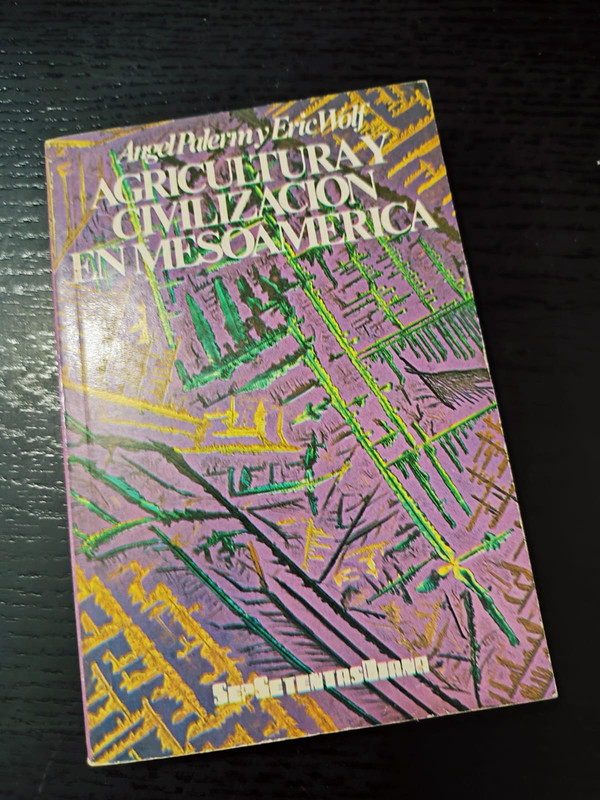 Angel Palerm y Eric Wolf
AGRICULTURA Y
CIVILIZACION
EN MESOAMERICA
SEPSETENTASDIANA